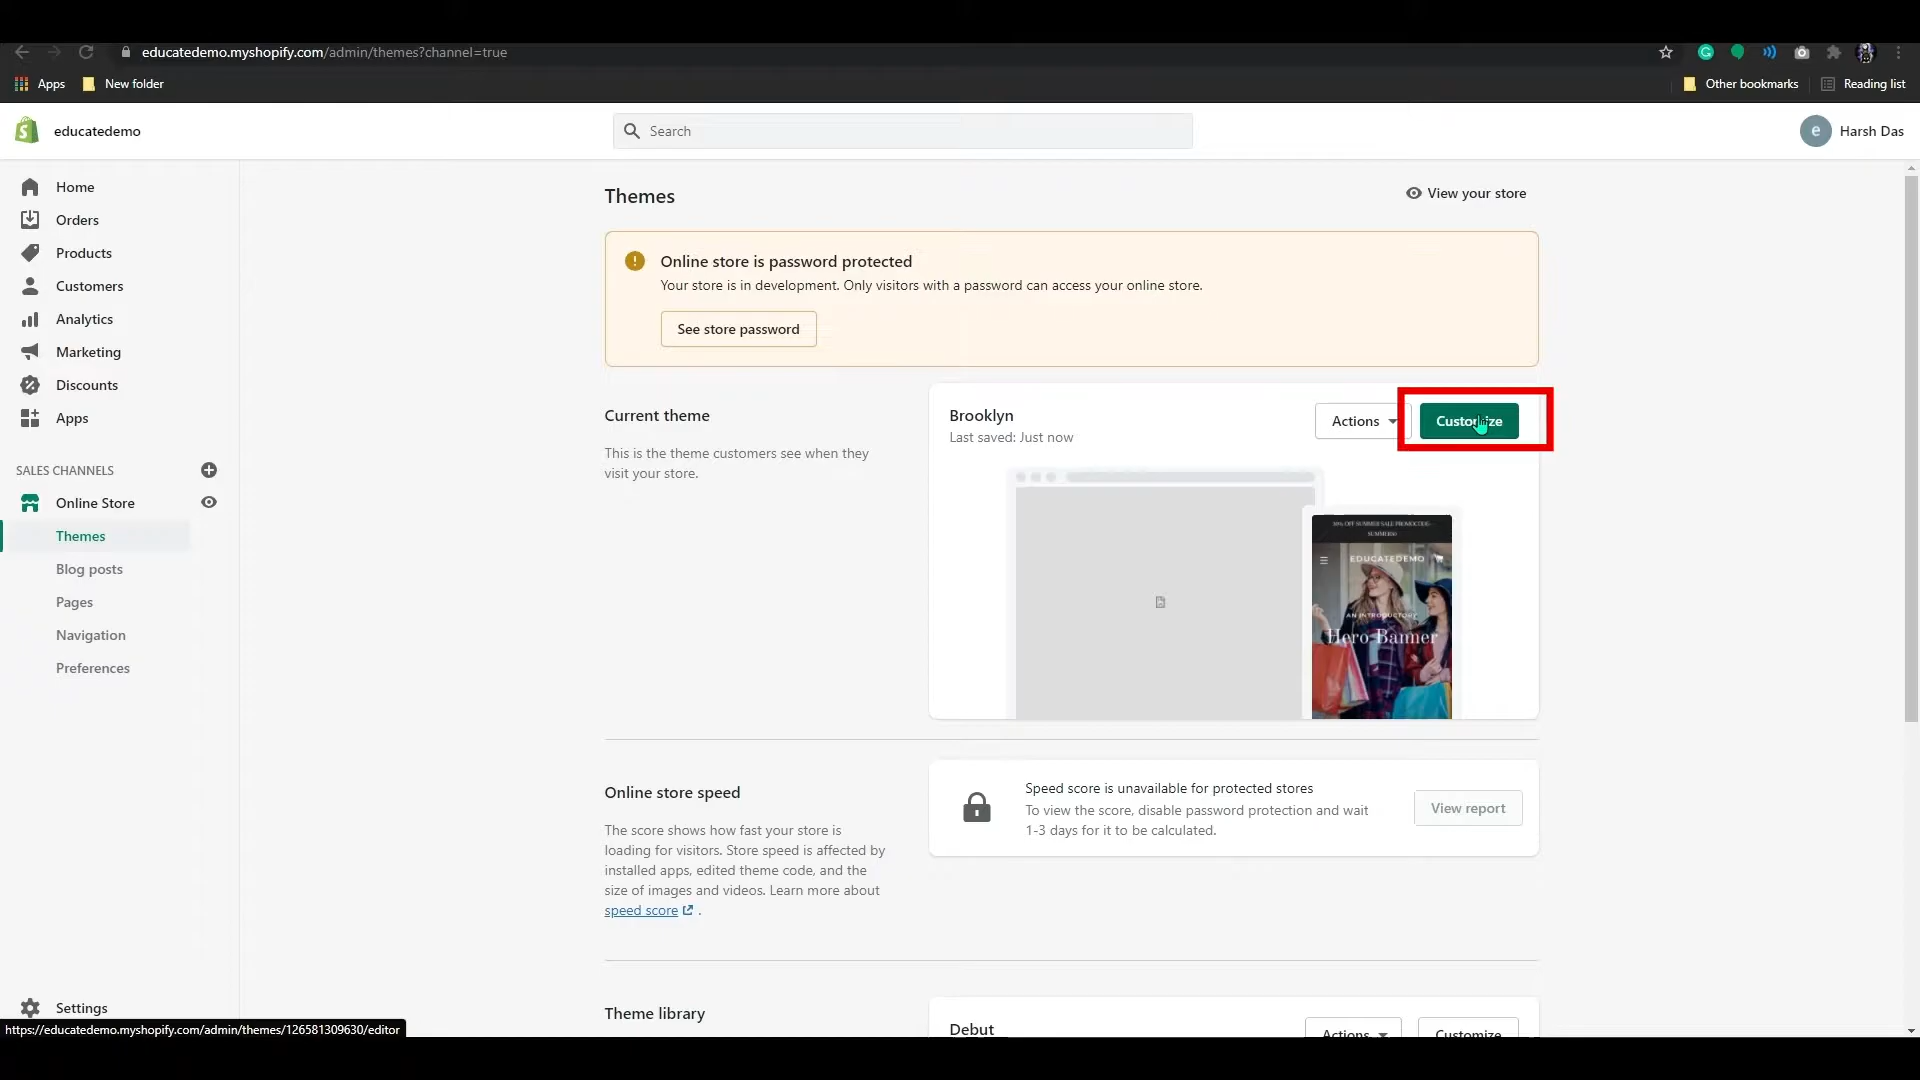 educatedemo.myshopify.com/admin/themes?channel=true
Apps
New folder
Other bookmarks
Reading list
educatedemo
Search
e
Harsh Das
Home
Orders
Products
Customers
Analytics
Marketing
Discounts
Apps
SALES CHANNELS
Online Store
Themes
Blog posts
Pages
Navigation
Preferences
Settings
https://educatedemo.myshopify.com/admin/themes/126581309630/editor
Themes
View your store
Online store is password protected
Your store is in development. Only visitors with a password can access your online store.
See store password
Current theme
This is the theme customers see when they
visit your store.
Brooklyn
Last saved: Just now
Actions
Customize
50% OFF SUMMER SALE PROMOCODE:
SUMMER50
EDUCATEDEMO
AN INTRODUCTORY
Hero Banner
Online store speed
The score shows how fast your store is
loading for visitors. Store speed is affected by
installed apps, edited theme code, and the
size of images and videos. Learn more about
speed score .
Speed score is unavailable for protected stores
To view the score, disable password protection and wait
1-3 days for it to be calculated.
View report
Theme library
Debut
Actions
Customize